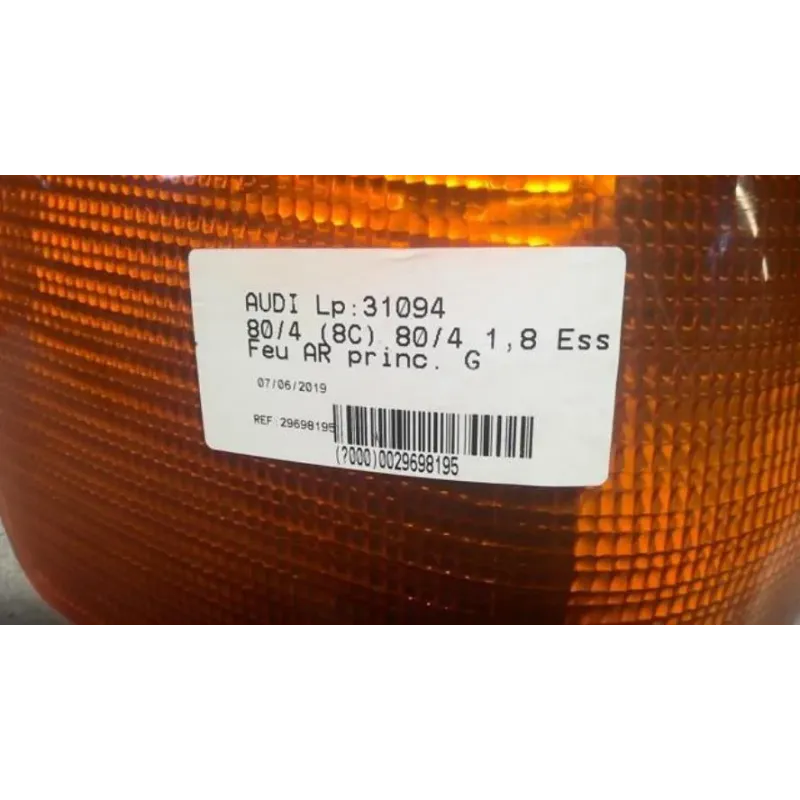 AUDI Lp:31094
80/4 (8C) 80/4 1,8 Ess
Feu AR princ. G
07/06/2019
REF:29698195
(?000)0029698195